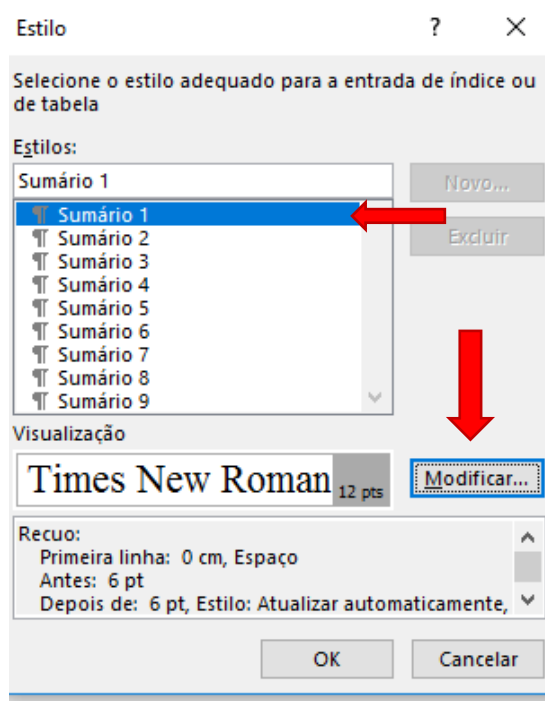 Estilo ? ×
Selecione o estilo adequado para a entrada de índice ou
de tabela
Estilos:
Sumário 1
Novo...
¶ Sumário 1
Excluir
¶ Sumário 2
¶ Sumário 3
¶ Sumário 4
¶ Sumário 5
¶ Sumário 6
¶ Sumário 7
¶ Sumário 8
¶ Sumário 9
Visualização
Times New Roman 12 pts
Modificar...
Recuo:
Primeira linha: 0 cm, Espaço
Antes: 6 pt
Depois de: 6 pt, Estilo: Atualizar automaticamente,
OK
Cancelar